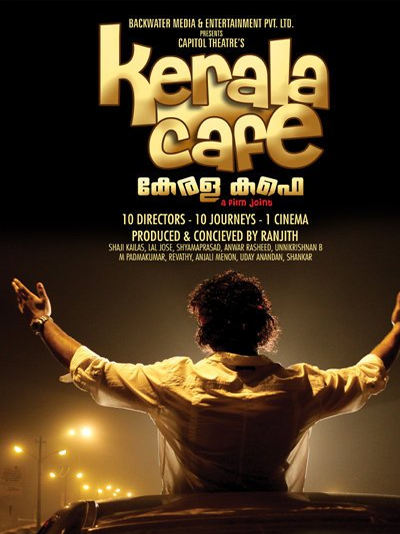 BACKWATER MEDIA & ENTERTAINMENT PVT. LTD.
PRESENTS
CAPITOL THEATRE'S
kerala
cafe
കേരള കഫെ
a film joint
10 DIRECTORS - 10 JOURNEYS - 1 CINEMA
PRODUCED & CONCIEVED BY RANJITH
SHAJI KAILAS, LAL JOSE, SHYAMAPRASAD, ANWAR RASHEED, UNNIKRISHNAN B
M PADMAKUMAR, REVATHY, ANJALI MENON, UDAY ANANDAN, SHANKAR